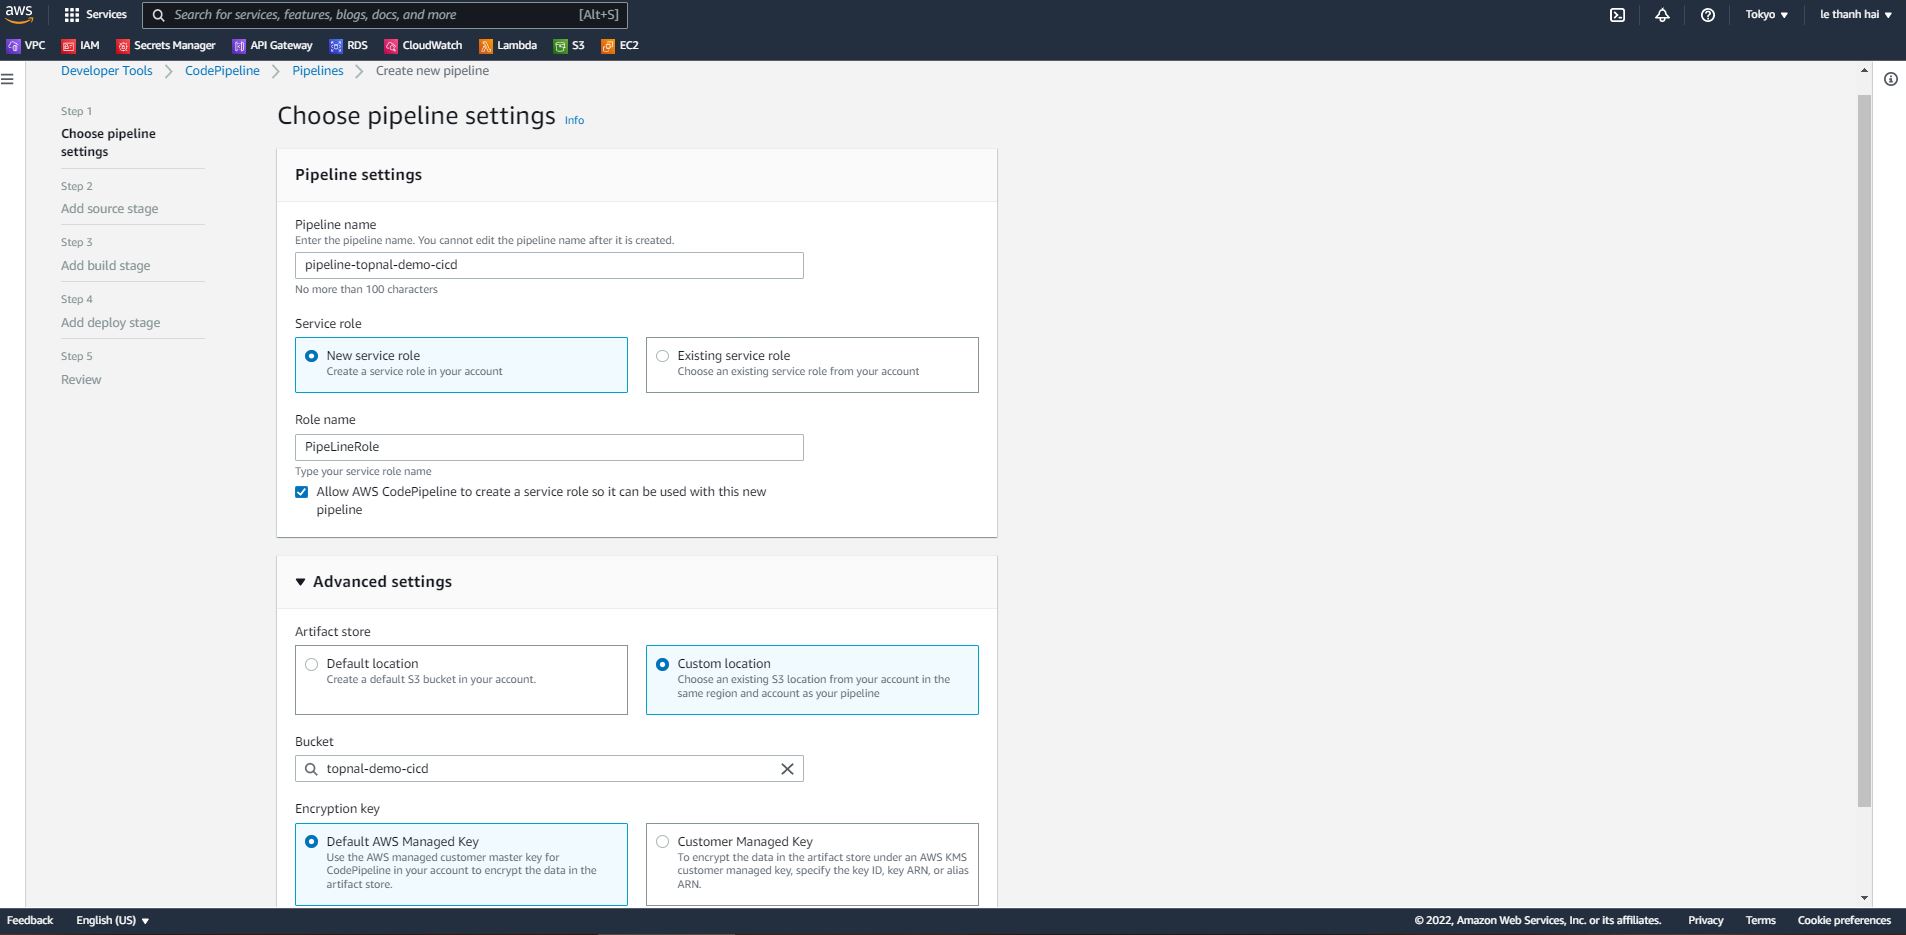 aws
Services
Search for services, features, blogs, docs, and more [Alt+S]
Tokyo ▼
le thanh hai ▼
VPC IAM Secrets Manager API Gateway RDS CloudWatch Lambda S3 EC2
Developer Tools > CodePipeline > Pipelines > Create new pipeline
Step 1
Choose pipeline
settings
Step 2
Add source stage
Step 3
Add build stage
Step 4
Add deploy stage
Step 5
Review
Choose pipeline settings Info
Pipeline settings
Pipeline name
Enter the pipeline name. You cannot edit the pipeline name after it is created.
pipeline-topnal-demo-cicd
No more than 100 characters
Service role
New service role
Create a service role in your account
Existing service role
Choose an existing service role from your account
Role name
PipeLineRole
Type your service role name
Allow AWS CodePipeline to create a service role so it can be used with this new
pipeline
Advanced settings
Artifact store
Default location
Create a default S3 bucket in your account.
Custom location
Choose an existing S3 location from your account in the
same region and account as your pipeline
Bucket
topnal-demo-cicd
Encryption key
Default AWS Managed Key
Use the AWS managed customer master key for
CodePipeline in your account to encrypt the data in the
artifact store.
Customer Managed Key
To encrypt the data in the artifact store under an AWS KMS
customer managed key, specify the key ID, key ARN, or alias
ARN.
Feedback English (US) ▼
© 2022, Amazon Web Services, Inc. or its affiliates. Privacy Terms Cookie preferences